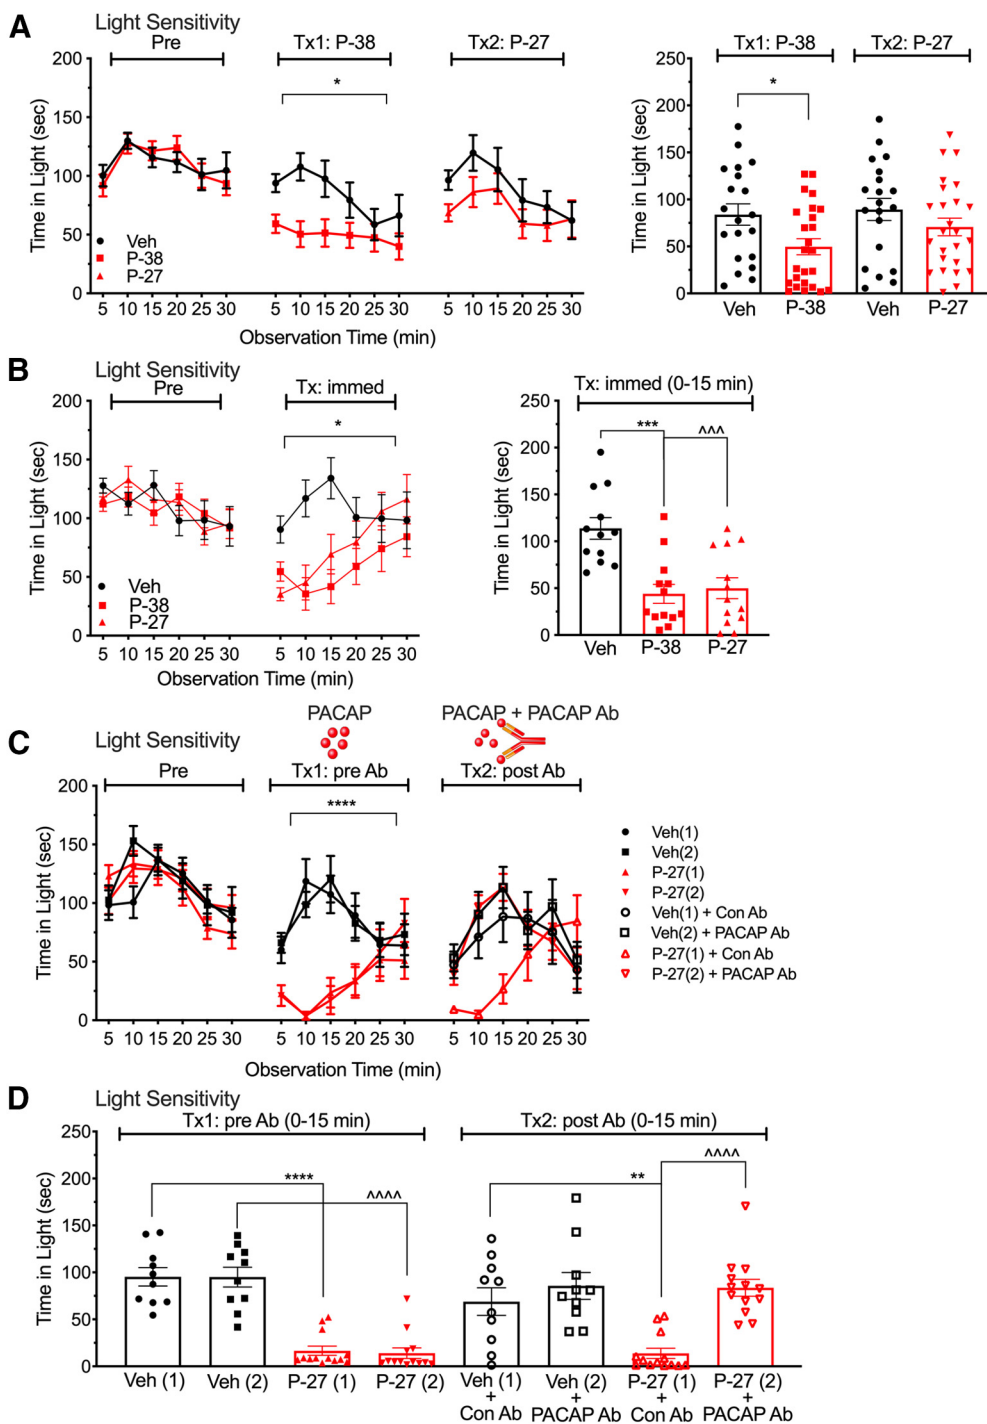 A
Light Sensitivity
Pre
Tx1: P-38
Tx2: P-27
Time in Light (sec)
200
150
100
50
0
*
Veh
P-38
P-27
5 10 15 20 25 30
5 10 15 20 25 30
5 10 15 20 25 30
Observation Time (min)
Tx1: P-38
Tx2: P-27
Time in Light (sec)
250
200
150
100
50
0
*
Veh
P-38
Veh
P-27
B
Light Sensitivity
Pre
Tx: immed
Time in Light (sec)
200
150
100
50
0
*
Veh
P-38
P-27
5 10 15 20 25 30
5 10 15 20 25 30
Observation Time (min)
Tx: immed (0-15 min)
Time in Light (sec)
250
200
150
100
50
0
***
^^^
Veh
P-38
P-27
C
Light Sensitivity
PACAP
PACAP + PACAP Ab
Pre
Tx1: pre Ab
Tx2: post Ab
Time in Light (sec)
200
150
100
50
0
****
5 10 15 20 25 30
5 10 15 20 25 30
5 10 15 20 25 30
Observation Time (min)
Veh(1)
Veh(2)
P-27(1)
P-27(2)
Veh(1) + Con Ab
Veh(2) + PACAP Ab
P-27(1) + Con Ab
P-27(2) + PACAP Ab
D
Light Sensitivity
Tx1: pre Ab (0-15 min)
Tx2: post Ab (0-15 min)
Time in Light (sec)
250
200
150
100
50
0
****
^^^^
**
^^^^
Veh (1)
Veh (2)
P-27 (1)
P-27 (2)
Veh (1)
+
Con Ab
Veh (2)
+
PACAP Ab
P-27 (1)
+
Con Ab
P-27 (2)
+
PACAP Ab